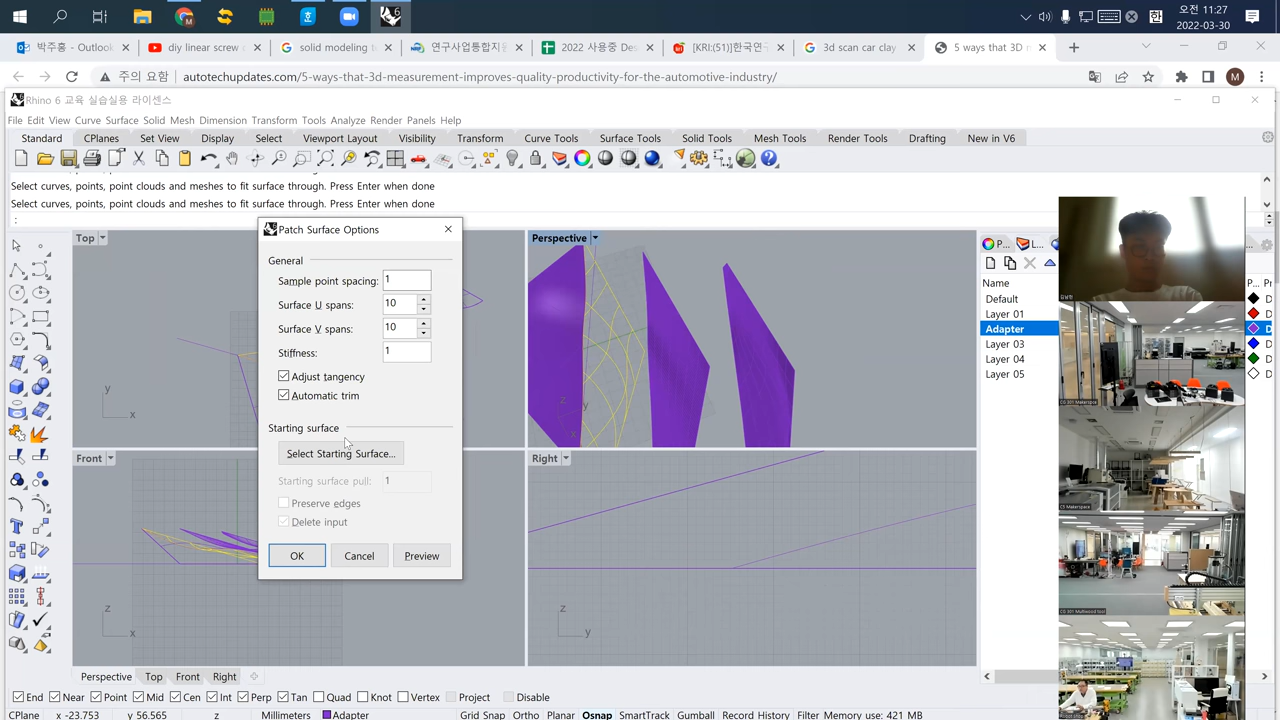 오전 11:27
2022-03-30
박주홍 - Outlook
diy linear screw
solid modeling t
연구사업통합지원
2022 사용중 De
[KRI:(51)]한국연구
3d scan car clay
5 ways that 3D m
주의 요함
autotechupdates.com/5-ways-that-3d-measurement-improves-quality-productivity-for-the-automotive-industry/
M
Rhino 6 교육 실습실용 라이센스
File Edit View Curve Surface Solid Mesh Dimension Transform Tools Analyze Render Panels Help
Standard CPlanes Set View Display Select Viewport Layout Visibility Transform Curve Tools Surface Tools Solid Tools Mesh Tools Render Tools Drafting New in V6
Select curves, points, point clouds and meshes to fit surface through. Press Enter when done
Select curves, points, point clouds and meshes to fit surface through. Press Enter when done
:
Top
Patch Surface Options
General
Sample point spacing: 1
Surface U spans: 10
Surface V spans: 10
Stiffness: 1
Adjust tangency
Automatic trim
Starting surface
Select Starting Surface...
Starting surface pull: 1
Preserve edges
Delete input
OK Cancel Preview
Perspective
z
y
x
y
x
Front
z
x
Right
z
y
P...
L...
Name
P...
Default
Layer 01
Adapter
Layer 03
Layer 04
Layer 05
D
D
D
D
D
D
C5 301 Makerspace
C1 Makerspace
Perspective Top Front Right
End Near Point Mid Cen Int Perp Tan Quad Knot Vertex Project Disable
CPlane x -23.753 y 56.565 z Millimeters Adapter Grid Snap Ortho Planar Osnap SmartTrack Gumball Record History Filter Memory use: 421 MB